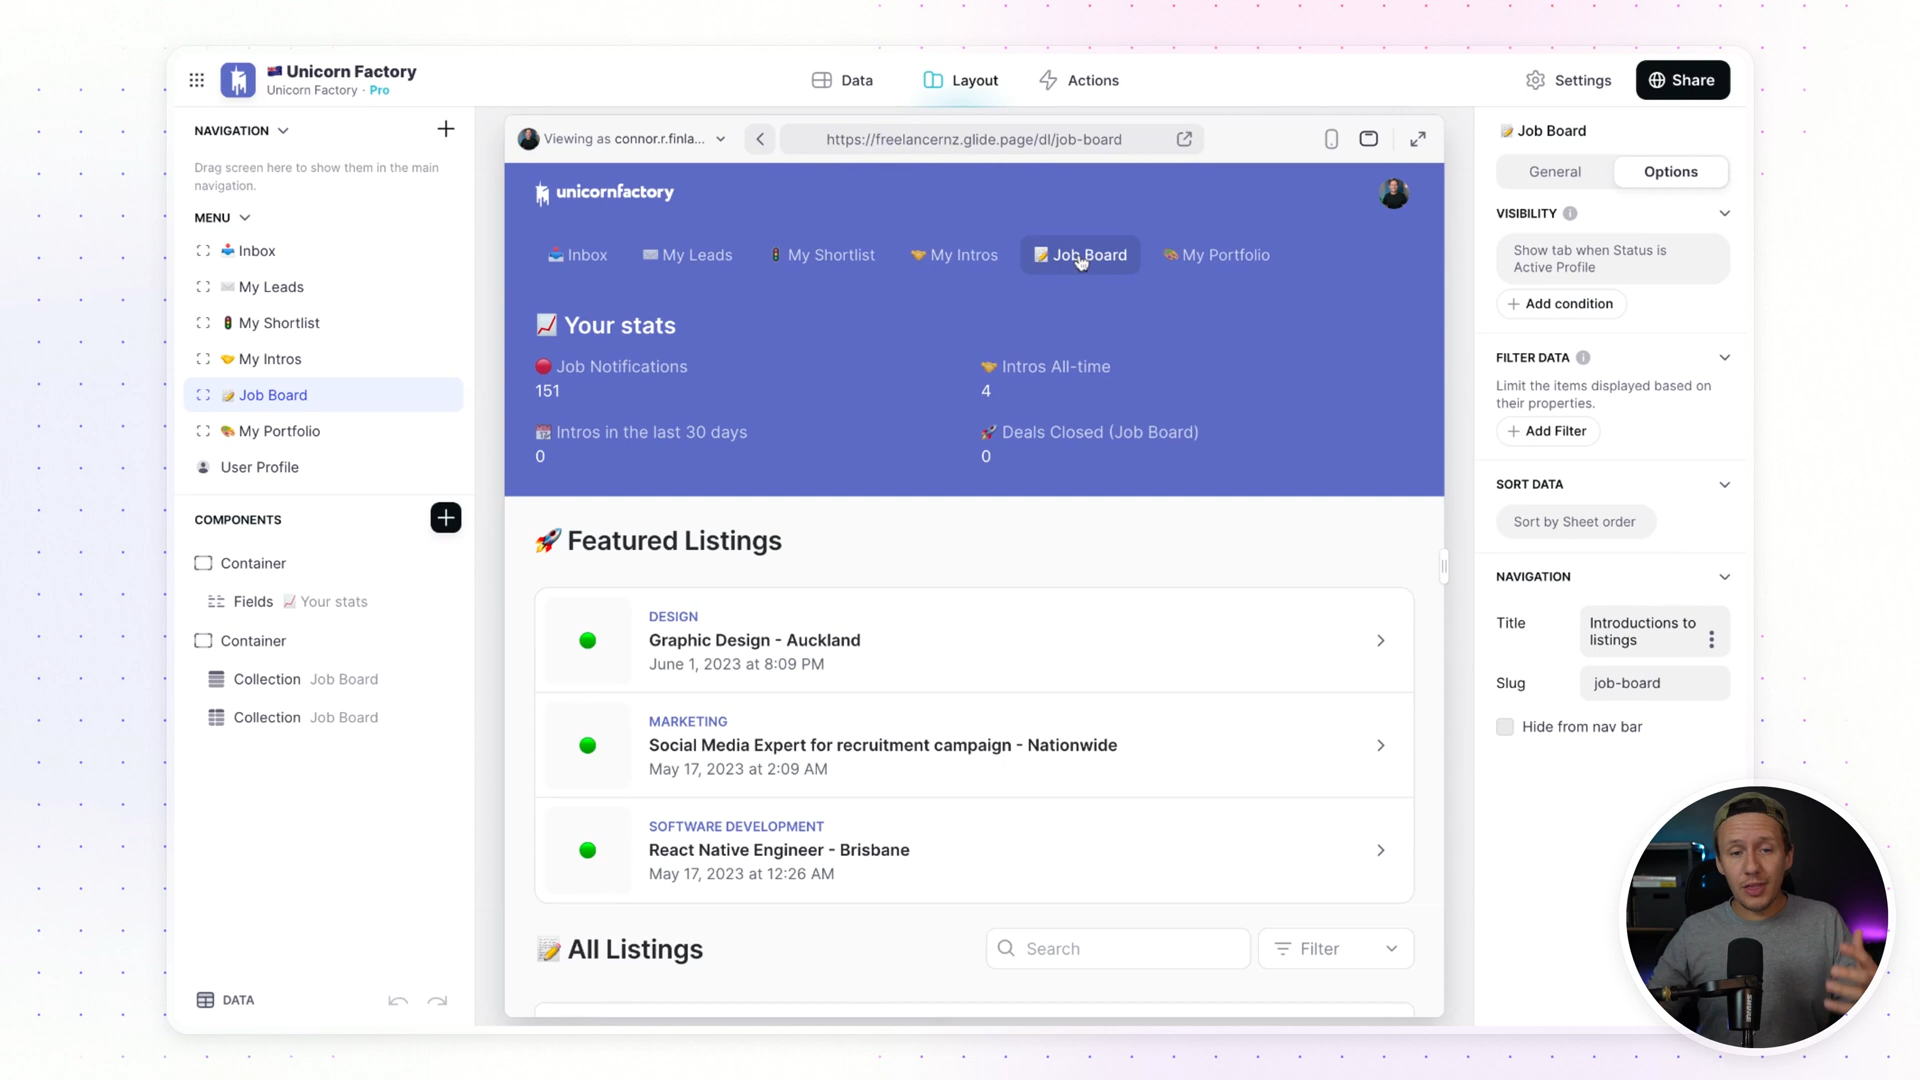 Unicorn Factory
Unicorn Factory · Pro
Data
Layout
Actions
Settings
Share
NAVIGATION
Drag screen here to show them in the main
navigation.
MENU
Inbox
My Leads
My Shortlist
My Intros
Job Board
My Portfolio
User Profile
COMPONENTS
Container
Fields Your stats
Container
Collection Job Board
Collection Job Board
DATA
Viewing as connor.r.finla...
https://freelancernz.glide.page/dl/job-board
unicornfactory
Inbox
My Leads
My Shortlist
My Intros
Job Board
My Portfolio
Your stats
Job Notifications
151
Intros All-time
4
Intros in the last 30 days
0
Deals Closed (Job Board)
0
Featured Listings
DESIGN
Graphic Design - Auckland
June 1, 2023 at 8:09 PM
MARKETING
Social Media Expert for recruitment campaign - Nationwide
May 17, 2023 at 2:09 AM
SOFTWARE DEVELOPMENT
React Native Engineer - Brisbane
May 17, 2023 at 12:26 AM
All Listings
Search
Filter
Job Board
General
Options
VISIBILITY
Show tab when Status is
Active Profile
Add condition
FILTER DATA
Limit the items displayed based on
their properties.
Add Filter
SORT DATA
Sort by Sheet order
NAVIGATION
Title
Introductions to
listings
Slug
job-board
Hide from nav bar